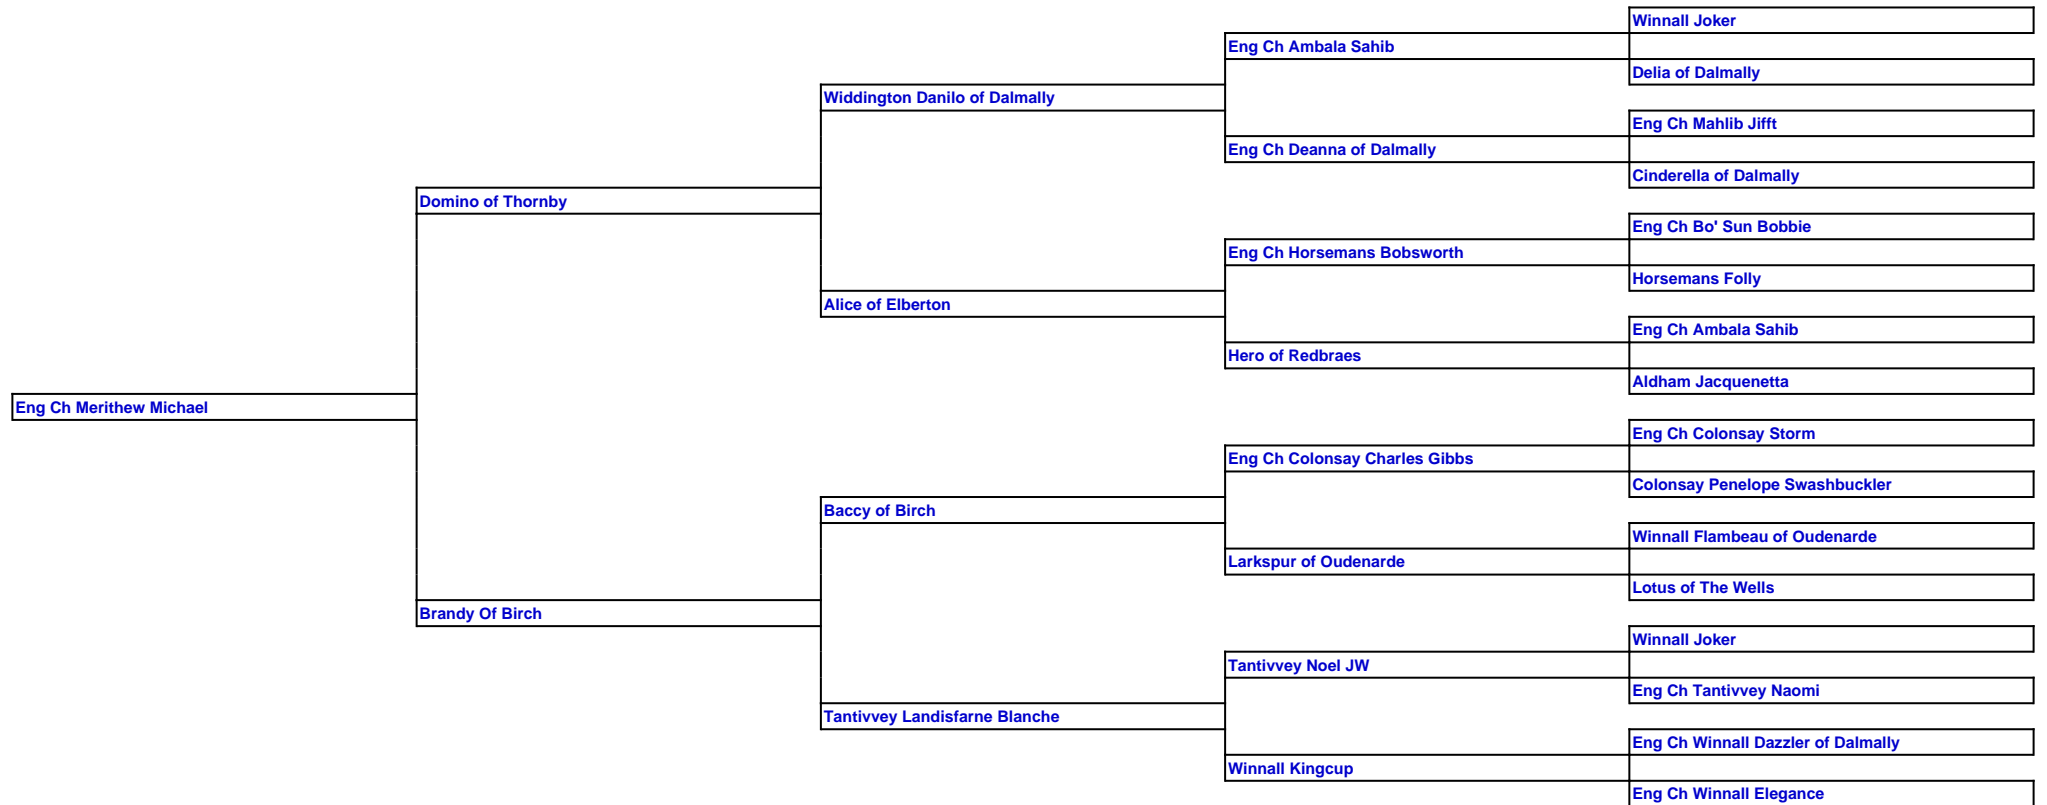 Winnall Joker
Eng Ch Ambala Sahib
Delia of Dalmally
Widdington Danilo of Dalmally
Eng Ch Mahlib Jifft
Eng Ch Deanna of Dalmally
Cinderella of Dalmally
Domino of Thornby
Eng Ch Bo' Sun Bobbie
Eng Ch Horsemans Bobsworth
Horsemans Folly
Alice of Elberton
Eng Ch Ambala Sahib
Hero of Redbraes
Aldham Jacquenetta
Eng Ch Merithew Michael
Eng Ch Colonsay Storm
Eng Ch Colonsay Charles Gibbs
Colonsay Penelope Swashbuckler
Baccy of Birch
Winnall Flambeau of Oudenarde
Larkspur of Oudenarde
Lotus of The Wells
Brandy Of Birch
Winnall Joker
Tantivvey Noel JW
Eng Ch Tantivvey Naomi
Tantivvey Landisfarne Blanche
Eng Ch Winnall Dazzler of Dalmally
Winnall Kingcup
Eng Ch Winnall Elegance